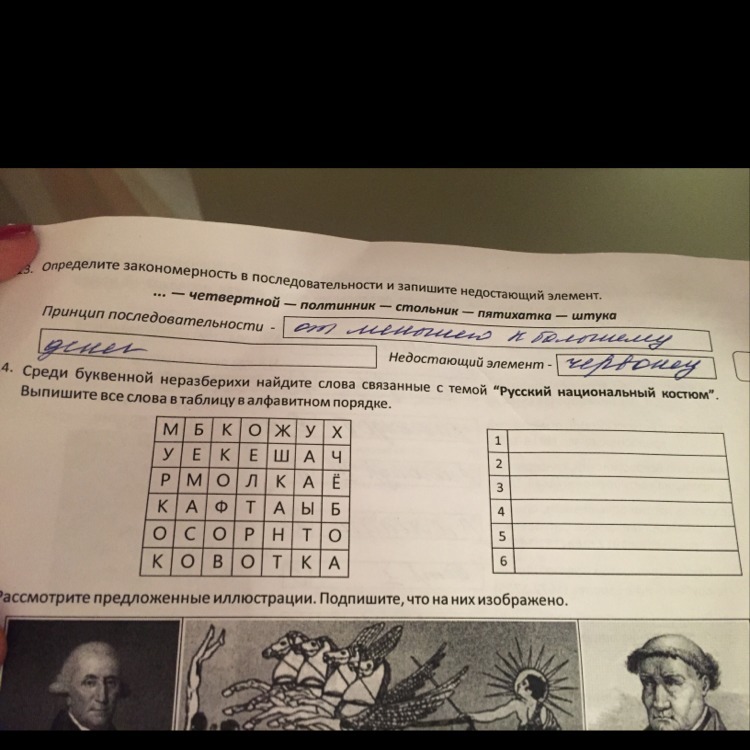 13. Определите закономерность в последовательности и запишите недостающий элемент.
... — четвертной — полтинник — стольник — пятихатка — штука
Принцип последовательности - от меньшего к большему
денег Недостающий элемент - червонец
4. Среди буквенной неразберихи найдите слова связанные с темой "Русский национальный костюм".
Выпишите все слова в таблицу в алфавитном порядке.
М Б К О Ж У Х
У Е К Е Ш А Ч
Р М О Л К А Ё
К А Ф Т А Ы Б
О С О Р Н Т О
К О В О Т К А
1
2
3
4
5
6
Рассмотрите предложенные иллюстрации. Подпишите, что на них изображено.